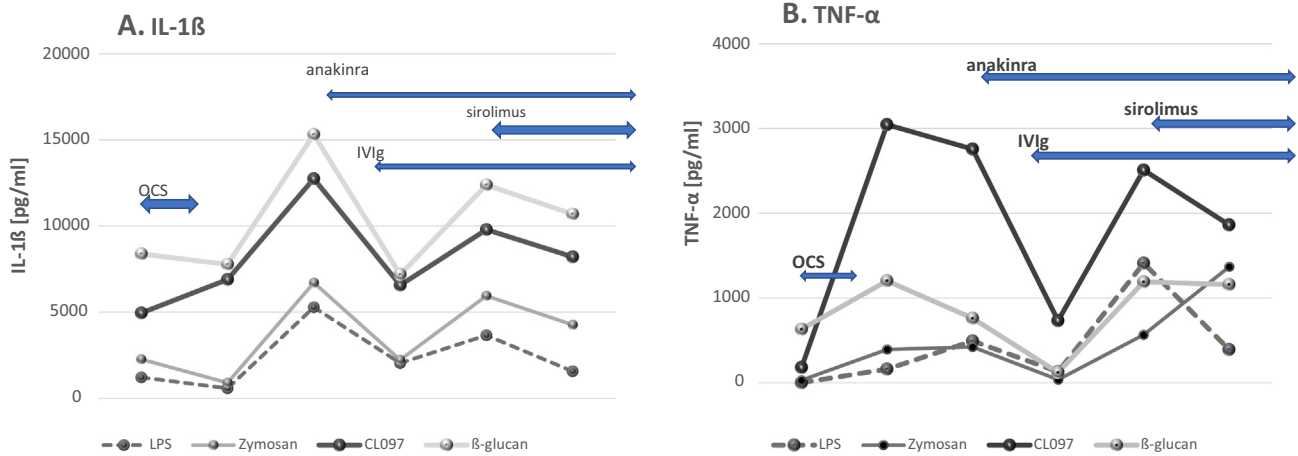 A. IL-1ß
20000
15000
10000
5000
0
IL-1ß [pg/ml]
anakinra
sirolimus
IVIg
OCS
LPS Zymosan CL097 ß-glucan
B. TNF-α
4000
3000
2000
1000
0
TNF-α [pg/ml]
anakinra
sirolimus
IVIg
OCS
LPS Zymosan CL097 ß-glucan